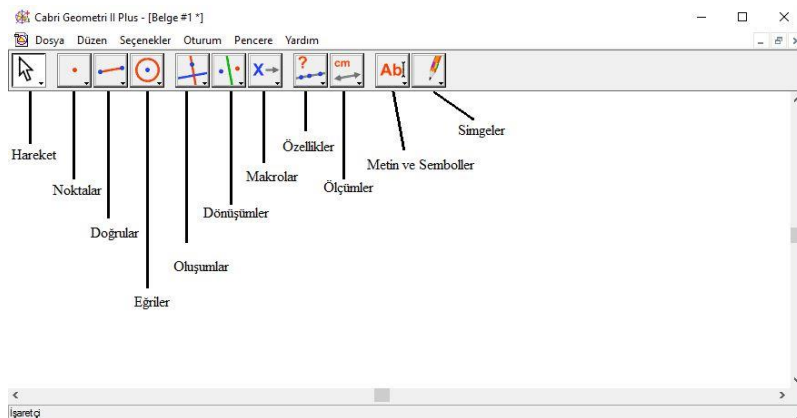 Cabri Geometri II Plus - [Belge #1 *]
Dosya Düzen Seçenekler Oturum Pencere Yardım
? cm
X Ab
Simgeler
Özellikler
Hareket
Metin ve Semboller
Makrolar
Noktalar
Ölçümler
Dönüşümler
Doğrular
Oluşumlar
Eğriler
İşaretçi